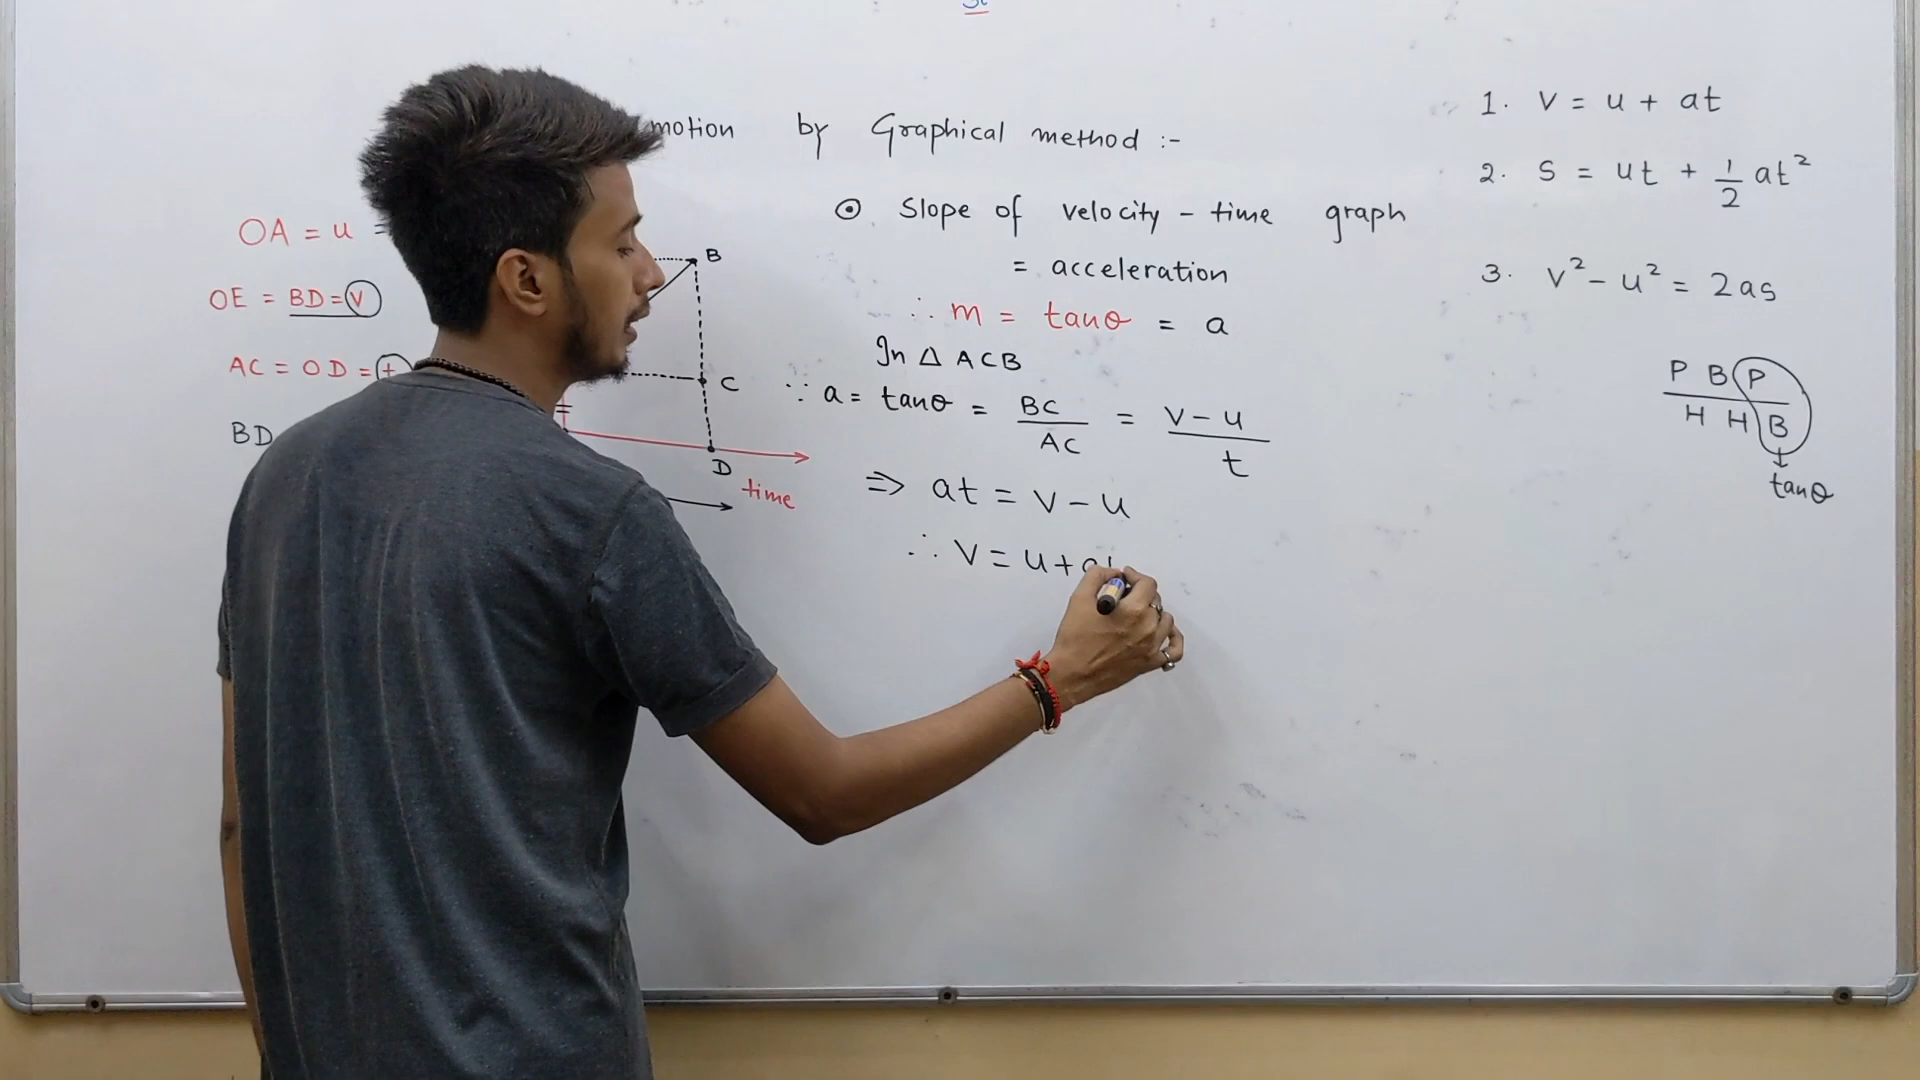 motion by Graphical method :-
OA = u =
OE = BD = v
AC = OD = t
BD
B
C
D
time
⊙ Slope of velocity - time graph
= acceleration
∴ m = tanθ = a
In △ ACB
∵ a = tanθ = BC/AC = v - u/t
⇒ at = v - u
∴ v = u + at
1. v = u + at
2. s = ut + 1/2 at²
3. v² - u² = 2as
P B P
H H B
↓
tanθ